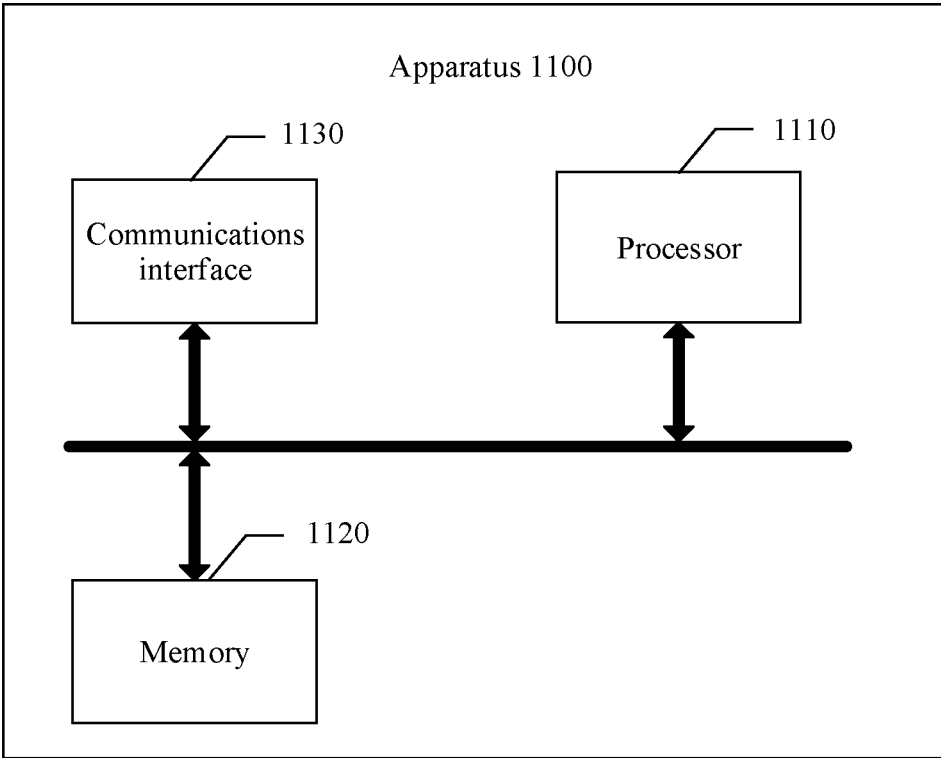 Apparatus 1100
1130
1110
Communications
interface
Processor
1120
Memory